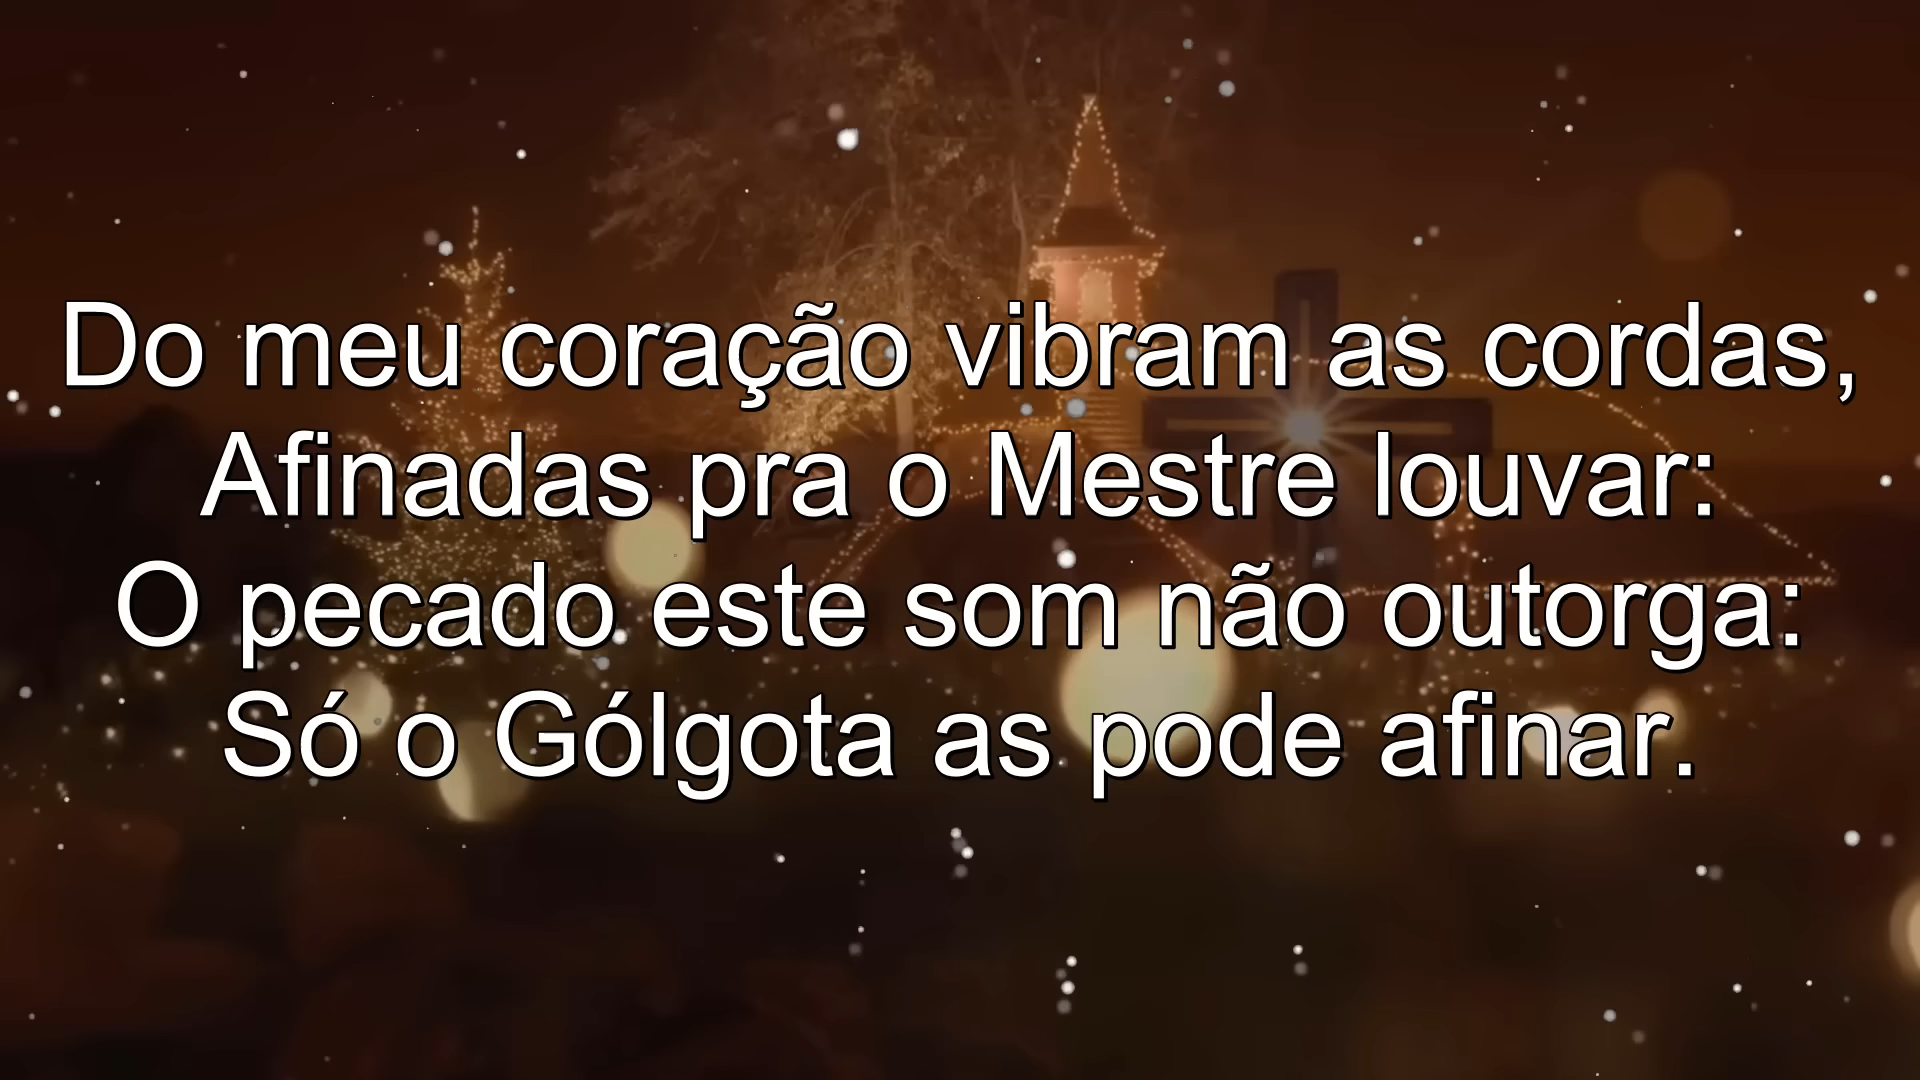 Do meu coração vibram as cordas,
Afinadas pra o Mestre louvar:
O pecado este som não outorga:
Só o Gólgota as pode afinar.